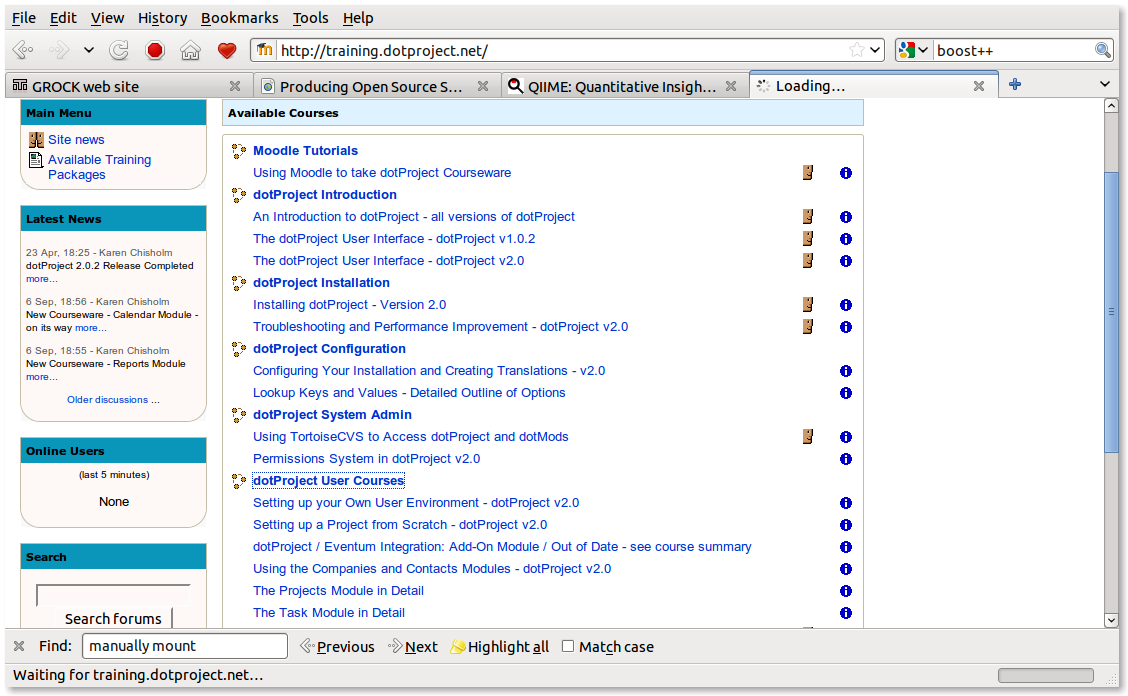 File Edit View History Bookmarks Tools Help
http://training.dotproject.net/
boost++
GROCK web site
Producing Open Source S...
QIIME: Quantitative Insigh...
Loading...
Main Menu
Site news
Available Training
Packages
Latest News
23 Apr, 18:25 - Karen Chisholm
dotProject 2.0.2 Release Completed
more...
6 Sep, 18:56 - Karen Chisholm
New Courseware - Calendar Module -
on its way more...
6 Sep, 18:55 - Karen Chisholm
New Courseware - Reports Module
more...
Older discussions ...
Online Users
(last 5 minutes)
None
Search
Search forums
Available Courses
Moodle Tutorials
Using Moodle to take dotProject Courseware
dotProject Introduction
An Introduction to dotProject - all versions of dotProject
The dotProject User Interface - dotProject v1.0.2
The dotProject User Interface - dotProject v2.0
dotProject Installation
Installing dotProject - Version 2.0
Troubleshooting and Performance Improvement - dotProject v2.0
dotProject Configuration
Configuring Your Installation and Creating Translations - v2.0
Lookup Keys and Values - Detailed Outline of Options
dotProject System Admin
Using TortoiseCVS to Access dotProject and dotMods
Permissions System in dotProject v2.0
dotProject User Courses
Setting up your Own User Environment - dotProject v2.0
Setting up a Project from Scratch - dotProject v2.0
dotProject / Eventum Integration: Add-On Module / Out of Date - see course summary
Using the Companies and Contacts Modules - dotProject v2.0
The Projects Module in Detail
The Task Module in Detail
Find: manually mount Previous Next Highlight all Match case
Waiting for training.dotproject.net...